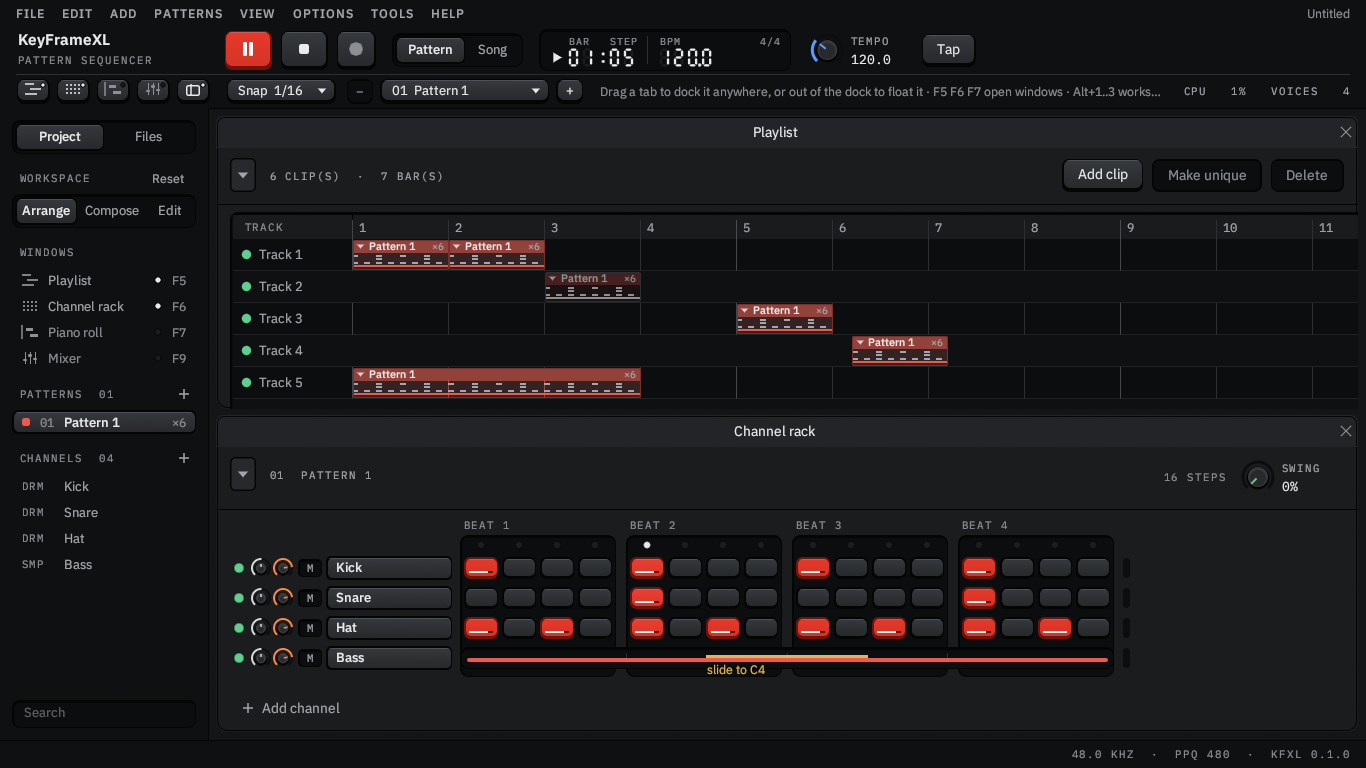 FILE EDIT ADD PATTERNS VIEW OPTIONS TOOLS HELP Untitled
KeyFrameXL
PATTERN SEQUENCER
Pattern Song
BAR STEP BPM 4/4
01:05 120.0
TEMPO
120.0
Tap
Snap 1/16
01 Pattern 1
+
Drag a tab to dock it anywhere, or out of the dock to float it · F5 F6 F7 open windows · Alt+1..3 works...
CPU 1% VOICES 4
Project Files
WORKSPACE Reset
Arrange Compose Edit
WINDOWS
Playlist F5
Channel rack F6
Piano roll F7
Mixer F9
PATTERNS 01 +
01 Pattern 1 ×6
CHANNELS 04 +
DRM Kick
DRM Snare
DRM Hat
SMP Bass
Search
Playlist
6 CLIP(S) · 7 BAR(S)
Add clip Make unique Delete
TRACK 1 2 3 4 5 6 7 8 9 10 11
Track 1 Pattern 1 ×6 Pattern 1 ×6
Track 2 Pattern 1 ×6
Track 3 Pattern 1 ×6
Track 4 Pattern 1 ×6
Track 5 Pattern 1 ×6
Channel rack
01 PATTERN 1
16 STEPS
SWING
0%
BEAT 1 BEAT 2 BEAT 3 BEAT 4
M Kick
M Snare
M Hat
M Bass
slide to C4
+ Add channel
48.0 KHZ · PPQ 480 · KFXL 0.1.0